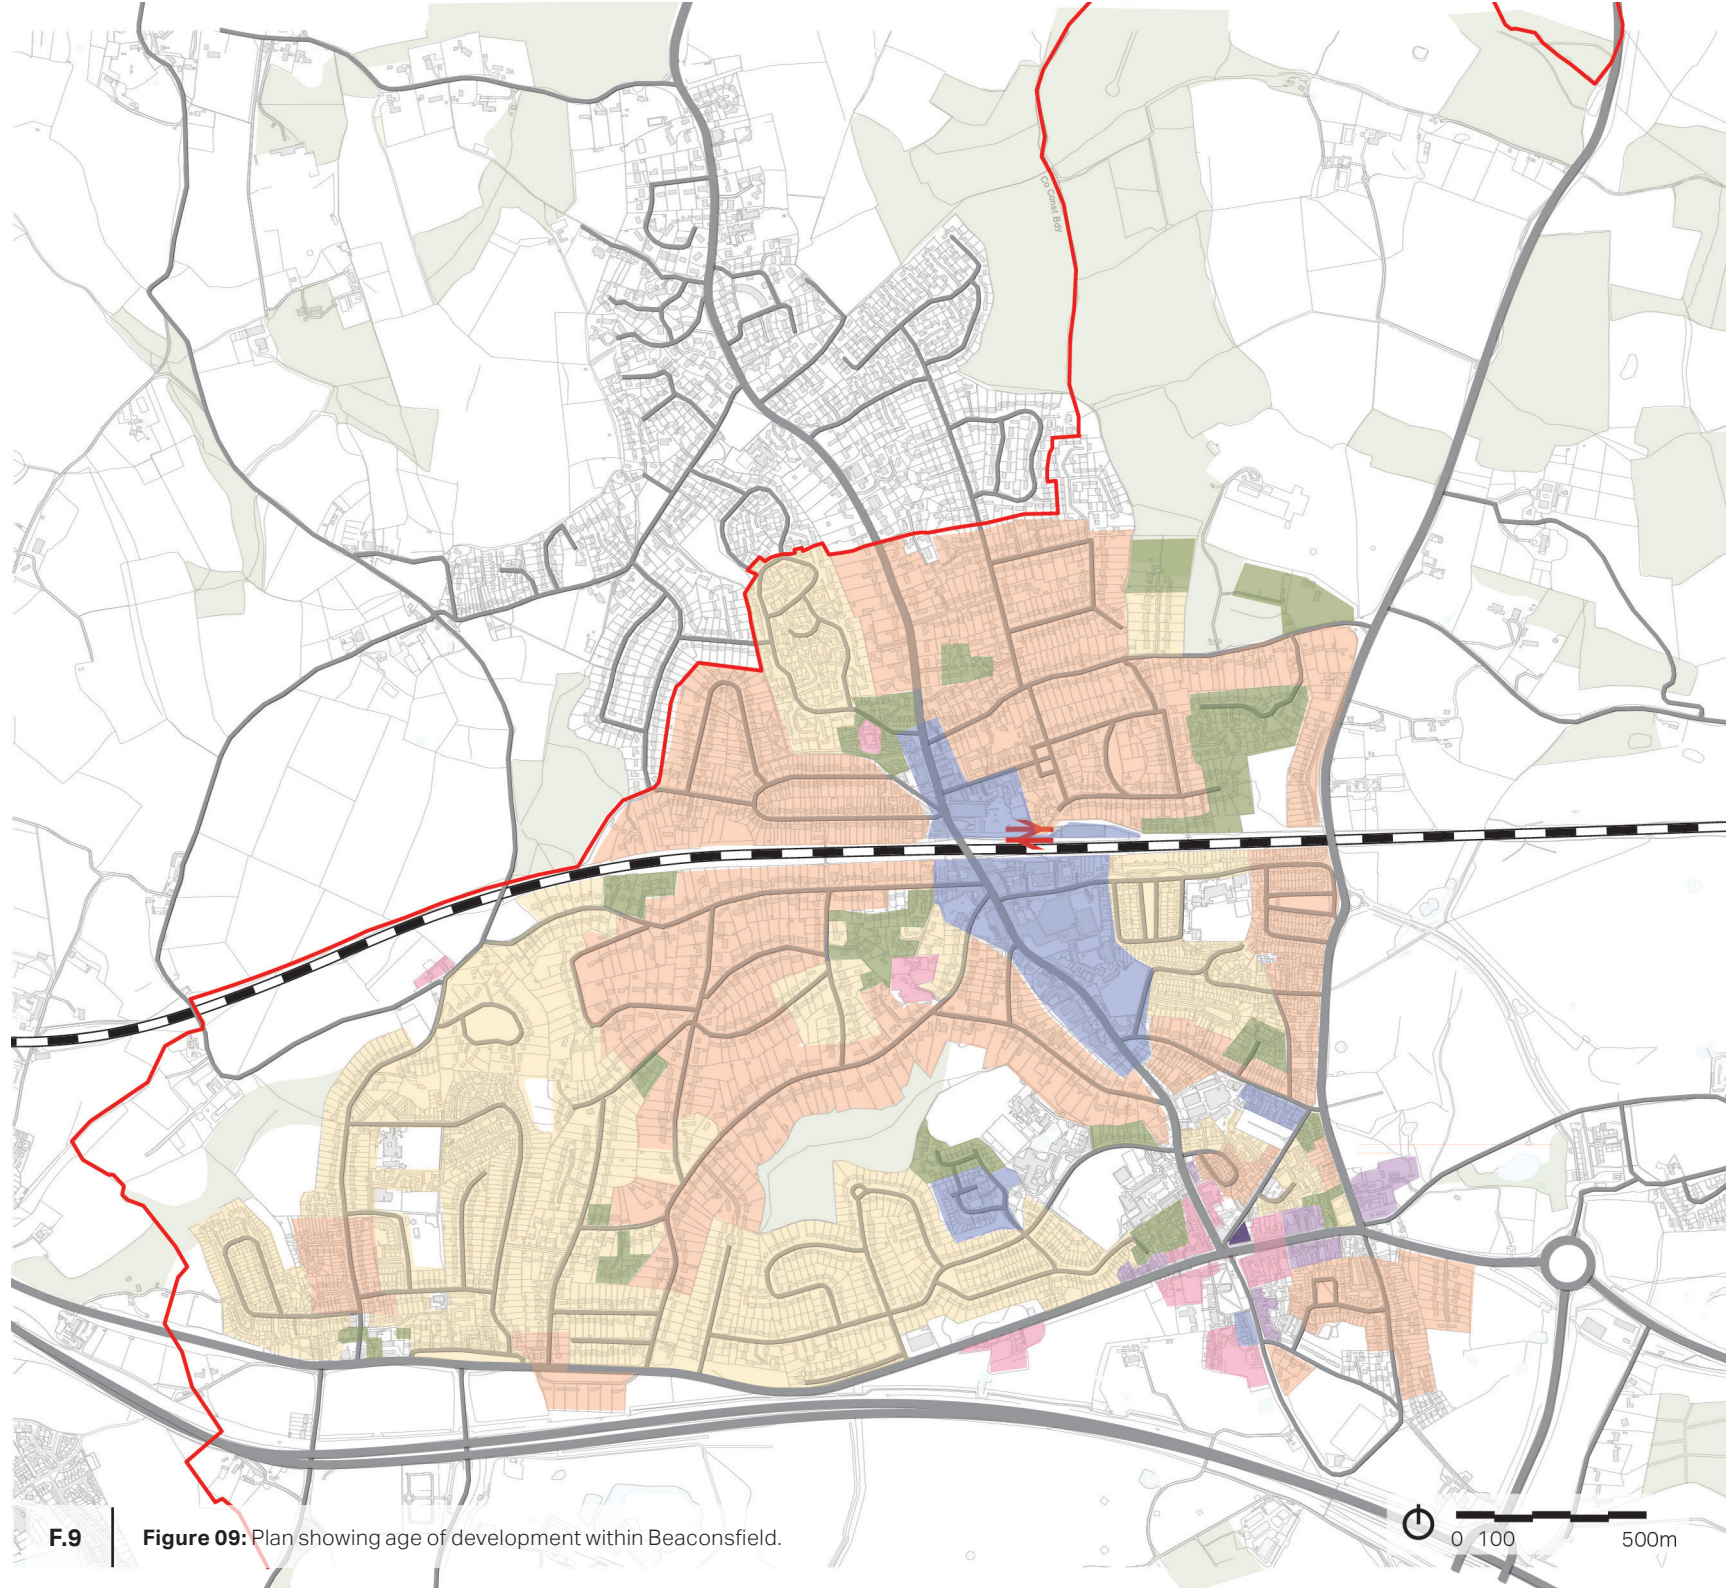 Co Const Bdy
F.9
Figure 09: Plan showing age of development within Beaconsfield.
0 100 500m